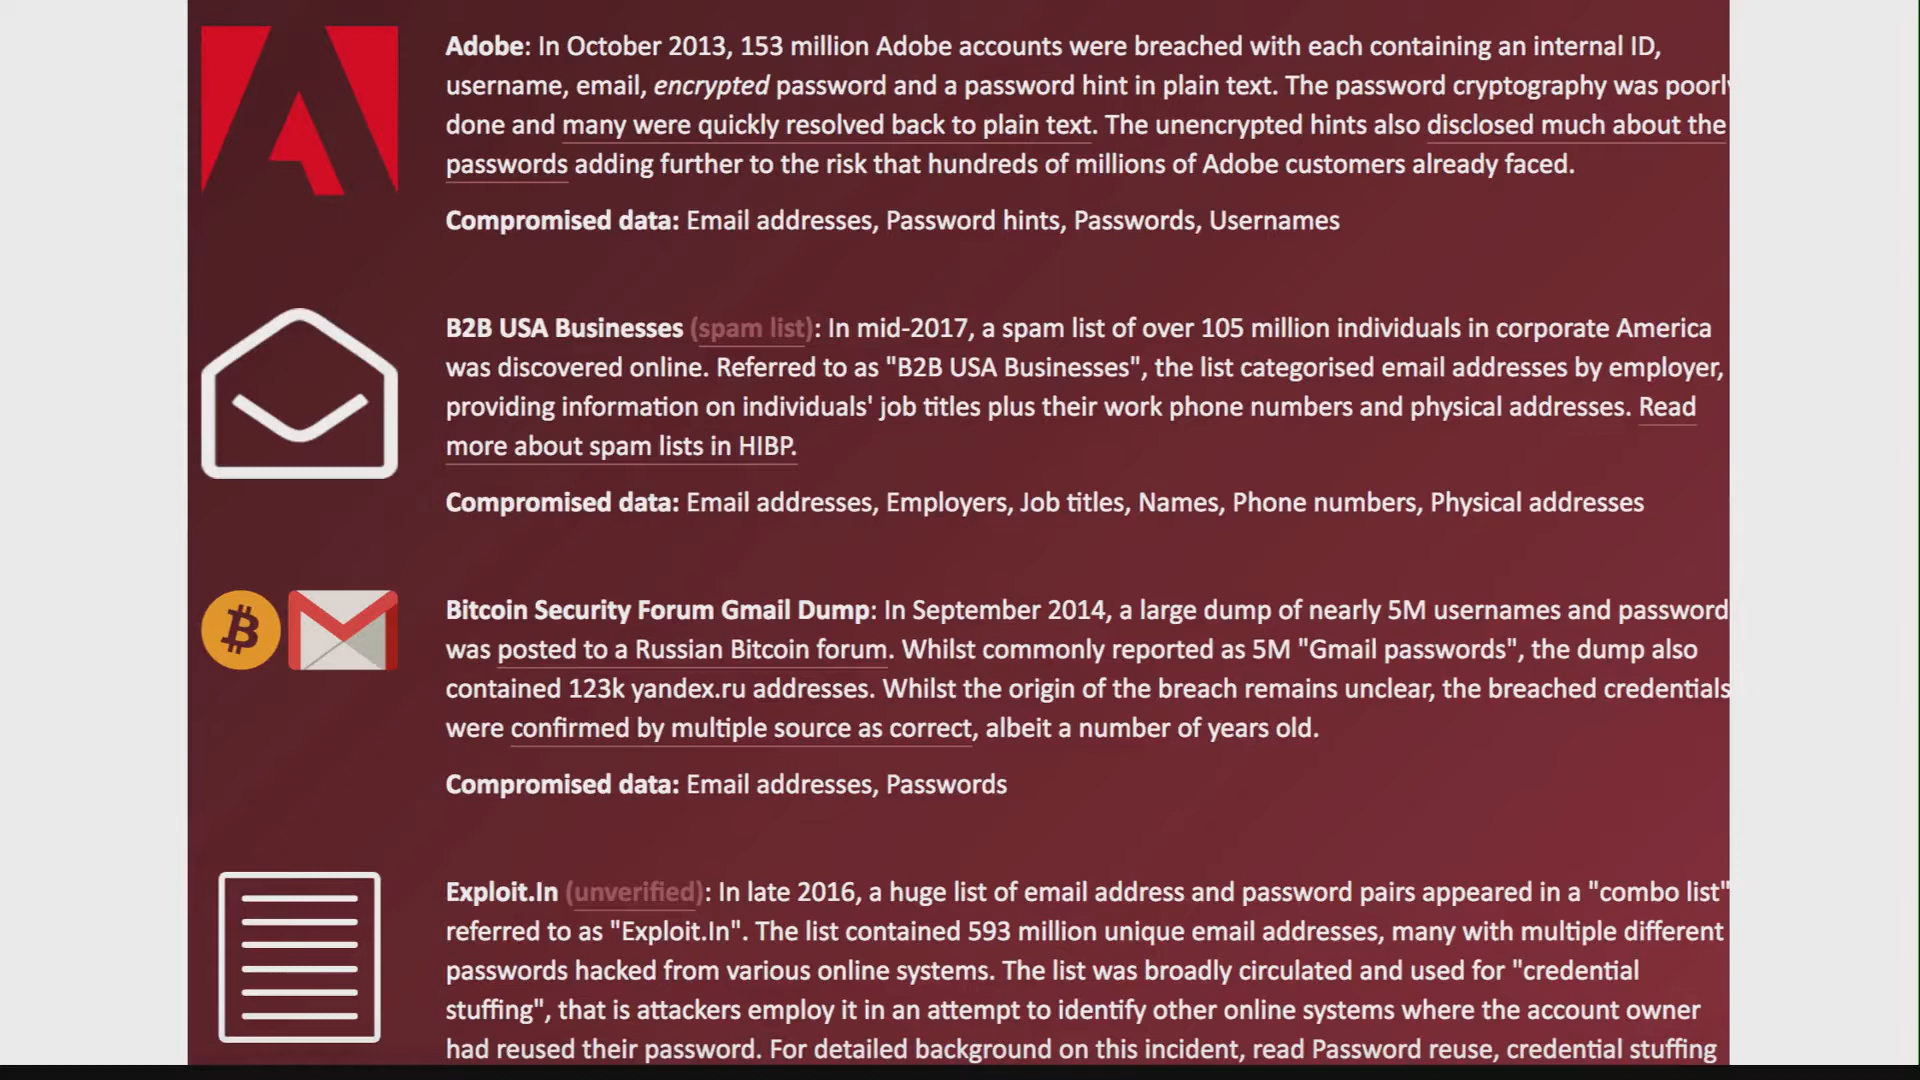 Adobe: In October 2013, 153 million Adobe accounts were breached with each containing an internal ID,
username, email, encrypted password and a password hint in plain text. The password cryptography was poorly
done and many were quickly resolved back to plain text. The unencrypted hints also disclosed much about the
passwords adding further to the risk that hundreds of millions of Adobe customers already faced.
Compromised data: Email addresses, Password hints, Passwords, Usernames
B2B USA Businesses (spam list): In mid-2017, a spam list of over 105 million individuals in corporate America
was discovered online. Referred to as "B2B USA Businesses", the list categorised email addresses by employer,
providing information on individuals' job titles plus their work phone numbers and physical addresses. Read
more about spam lists in HIBP.
Compromised data: Email addresses, Employers, Job titles, Names, Phone numbers, Physical addresses
Bitcoin Security Forum Gmail Dump: In September 2014, a large dump of nearly 5M usernames and password
was posted to a Russian Bitcoin forum. Whilst commonly reported as 5M "Gmail passwords", the dump also
contained 123k yandex.ru addresses. Whilst the origin of the breach remains unclear, the breached credentials
were confirmed by multiple source as correct, albeit a number of years old.
Compromised data: Email addresses, Passwords
Exploit.In (unverified): In late 2016, a huge list of email address and password pairs appeared in a "combo list"
referred to as "Exploit.In". The list contained 593 million unique email addresses, many with multiple different
passwords hacked from various online systems. The list was broadly circulated and used for "credential
stuffing", that is attackers employ it in an attempt to identify other online systems where the account owner
had reused their password. For detailed background on this incident, read Password reuse, credential stuffing